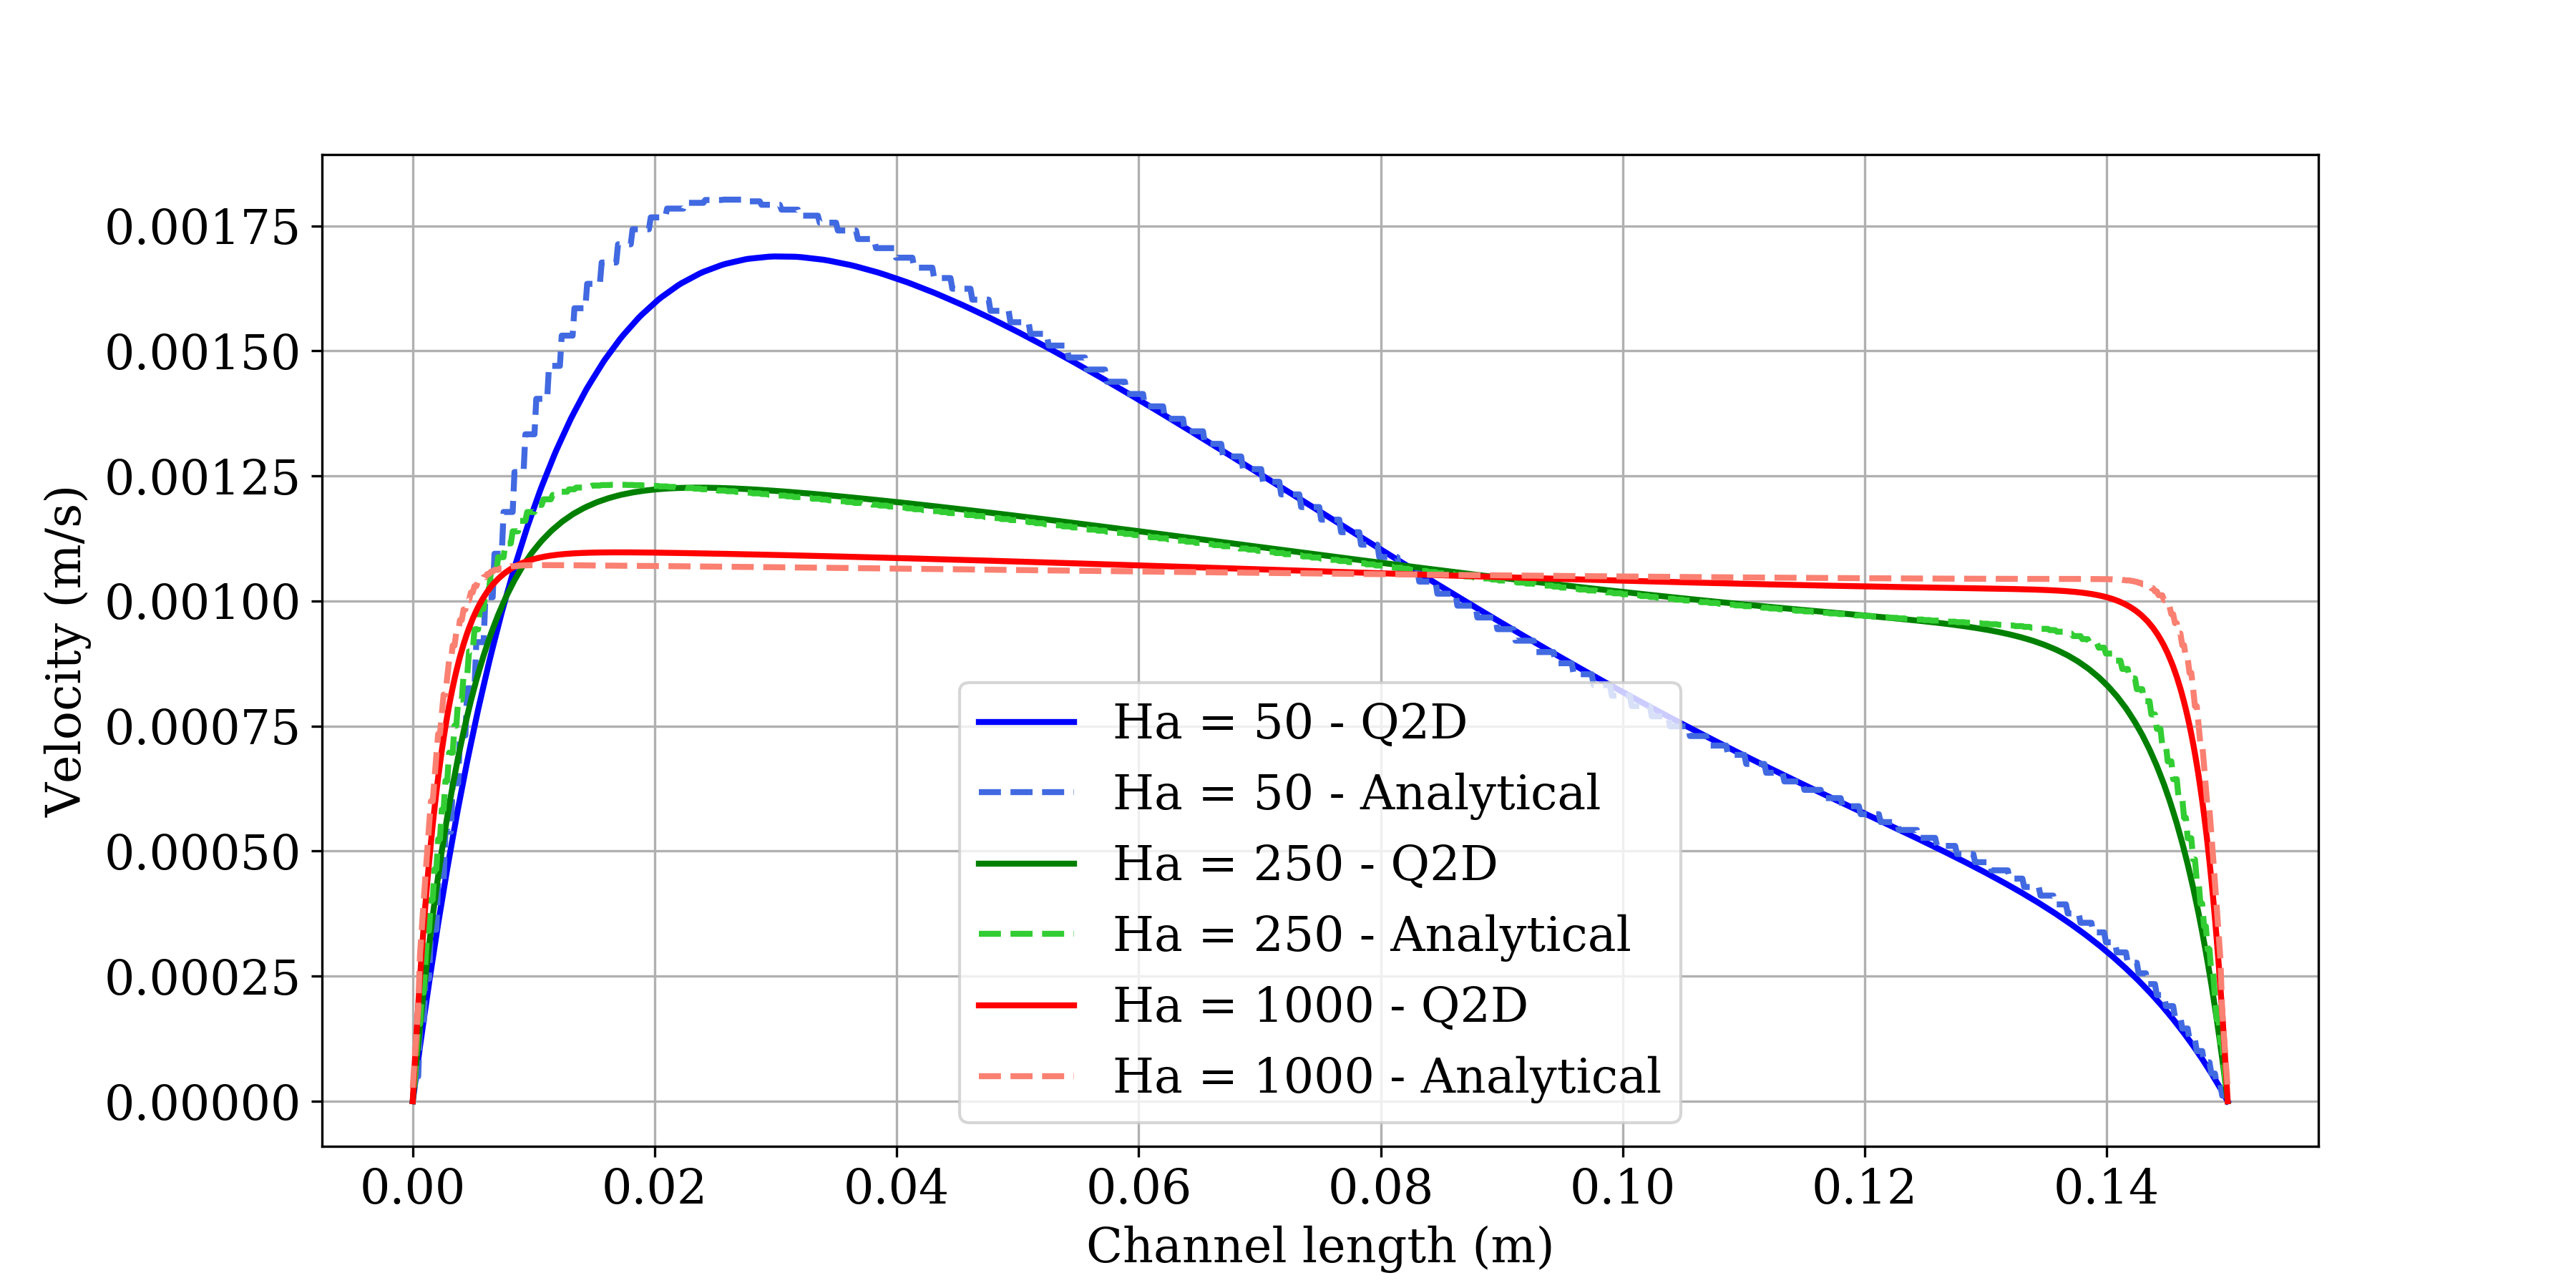 Velocity (m/s)
0.00175
0.00150
0.00125
0.00100
0.00075
0.00050
0.00025
0.00000
Ha = 50 - Q2D
Ha = 50 - Analytical
Ha = 250 - Q2D
Ha = 250 - Analytical
Ha = 1000 - Q2D
Ha = 1000 - Analytical
0.00 0.02 0.04 0.06 0.08 0.10 0.12 0.14
Channel length (m)